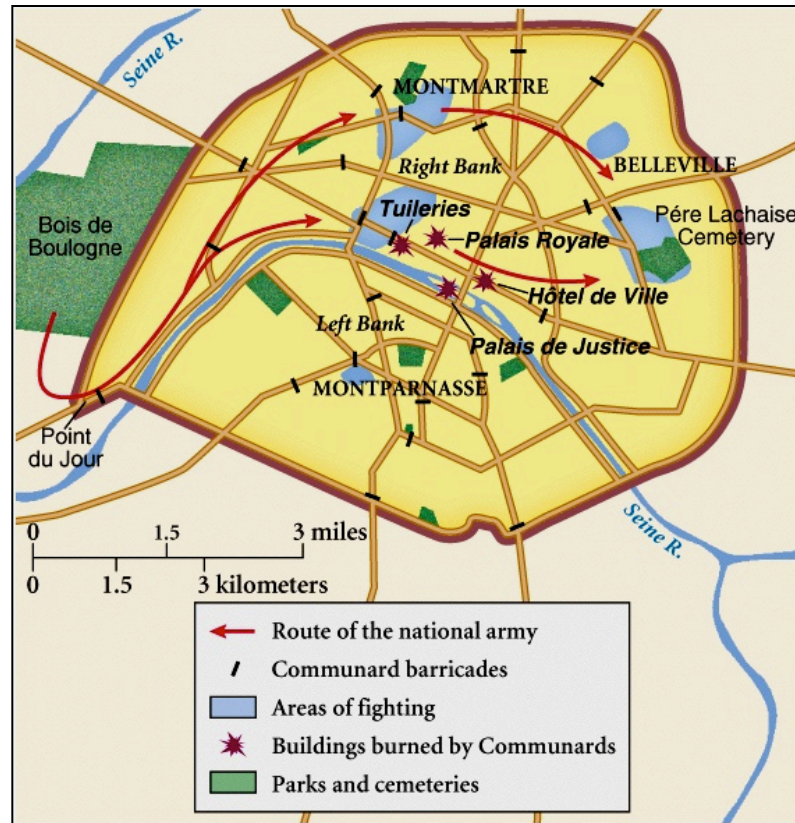 Seine R.
MONTMARTRE
Right Bank
BELLEVILLE
Tuileries
Bois de
Boulogne
Pére Lachaise
Cemetery
Palais Royale
Hôtel de Ville
Left Bank
Palais de Justice
MONTPARNASSE
Point
du Jour
Seine R.
0 1.5 3 miles
0 1.5 3 kilometers
Route of the national army
Communard barricades
Areas of fighting
Buildings burned by Communards
Parks and cemeteries